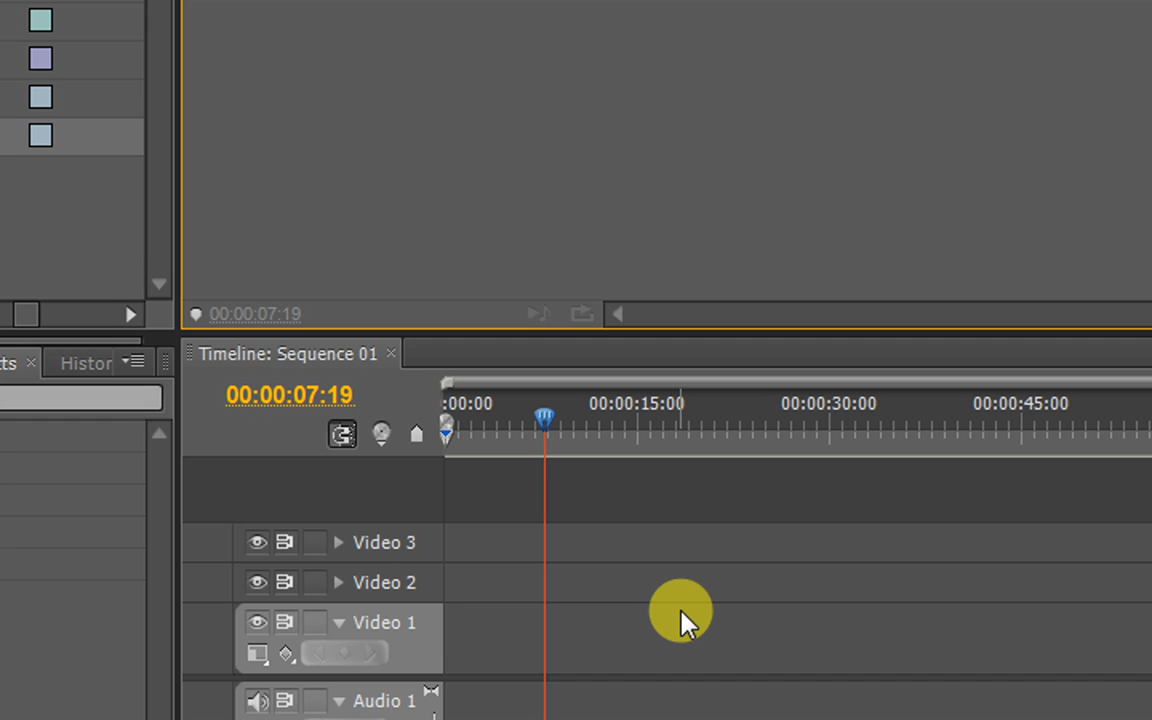 00:00:07:19
Timeline: Sequence 01
ts
Histor
00:00:07:19
:00:00
00:00:15:00
00:00:30:00
00:00:45:00
Video 3
Video 2
Video 1
Audio 1